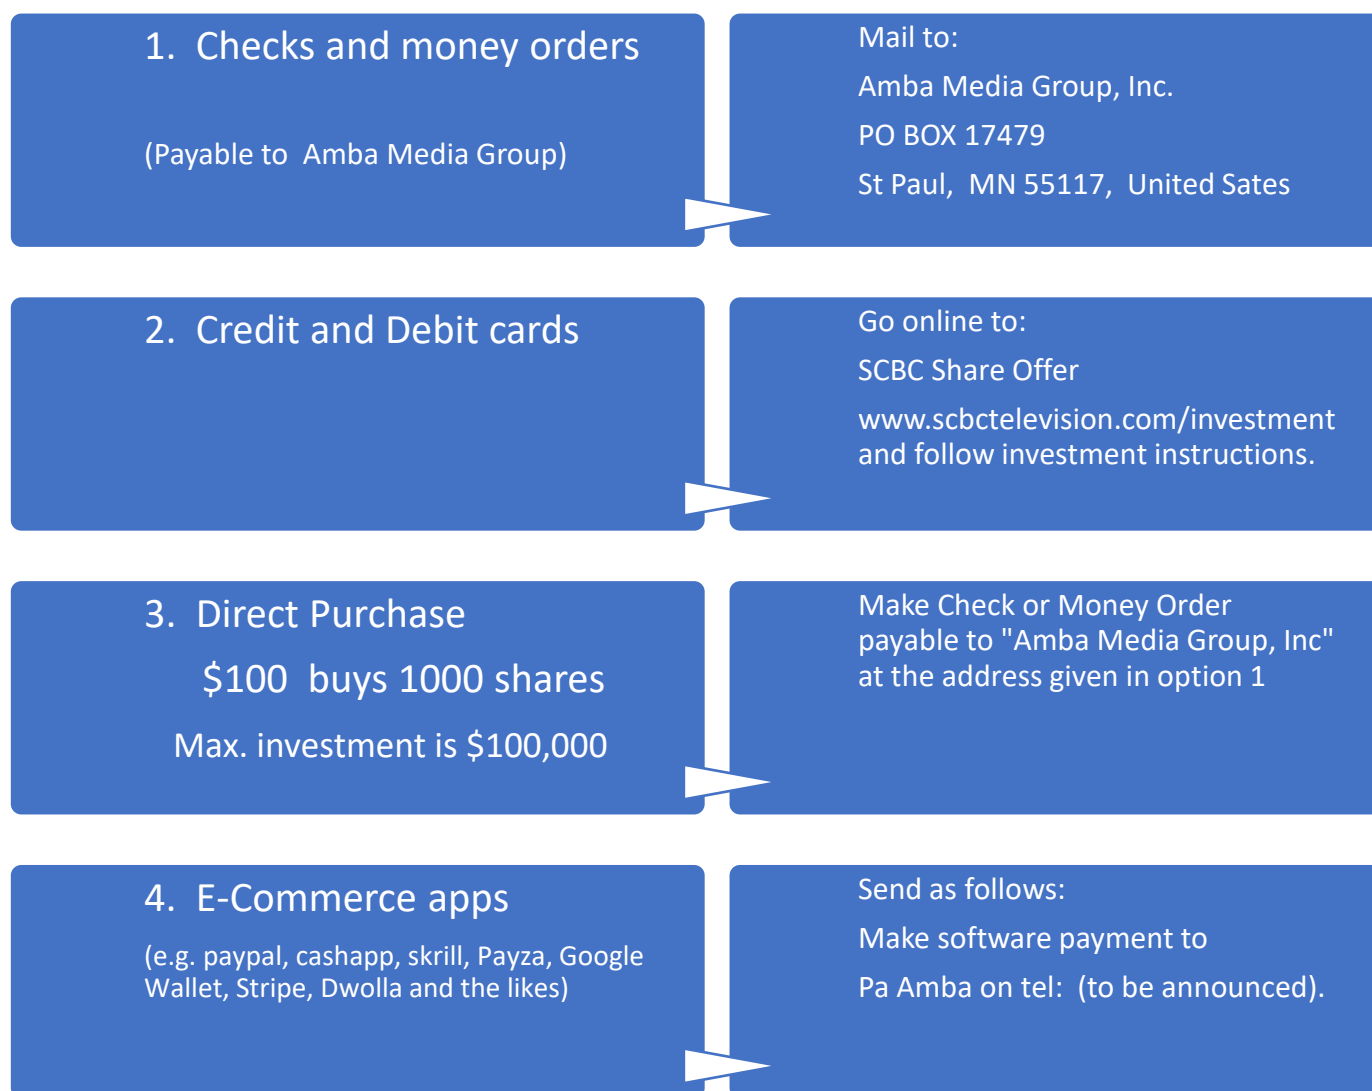 1. Checks and money orders
(Payable to Amba Media Group)
Mail to:
Amba Media Group, Inc.
PO BOX 17479
St Paul, MN 55117, United Sates
2. Credit and Debit cards
Go online to:
SCBC Share Offer
www.scbctelevision.com/investment
and follow investment instructions.
3. Direct Purchase
$100 buys 1000 shares
Max. investment is $100,000
Make Check or Money Order
payable to "Amba Media Group, Inc"
at the address given in option 1
4. E-Commerce apps
(e.g. paypal, cashapp, skrill, Payza, Google
Wallet, Stripe, Dwolla and the likes)
Send as follows:
Make software payment to
Pa Amba on tel: (to be announced).